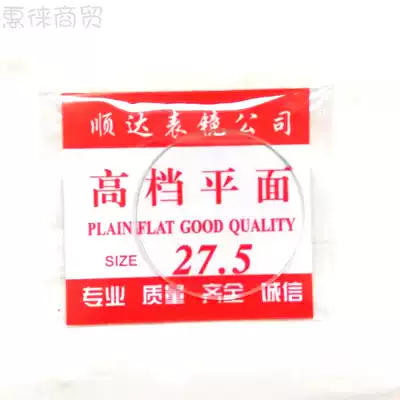 惠徕商贸
顺达表镜公司
高档平面
PLAIN FLAT GOOD QUALITY
SIZE 27.5
专业 质量 齐全 诚信